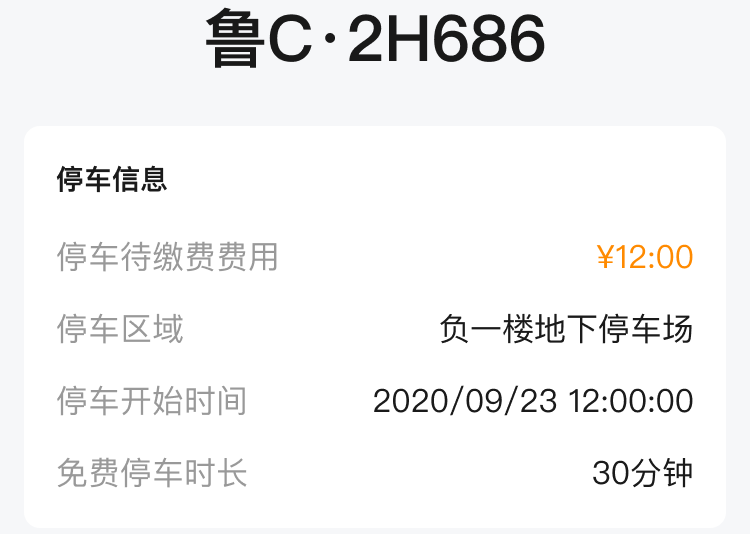 鲁C·2H686
停车信息
停车待缴费费用 ¥12:00
停车区域 负一楼地下停车场
停车开始时间 2020/09/23 12:00:00
免费停车时长 30分钟